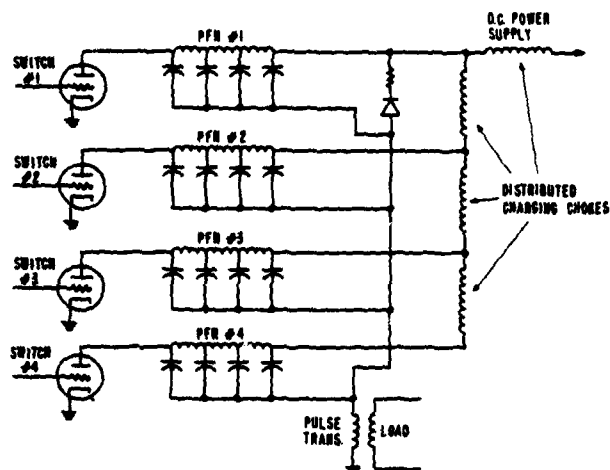 D.C. POWER
SUPPLY
PFN #1
SWITCH
#1
PFN #2
SWITCH
#2
DISTRIBUTED
CHARGING CHOKES
PFN #3
SWITCH
#3
PFN #4
SWITCH
#4
PULSE
TRANS.
LOAD